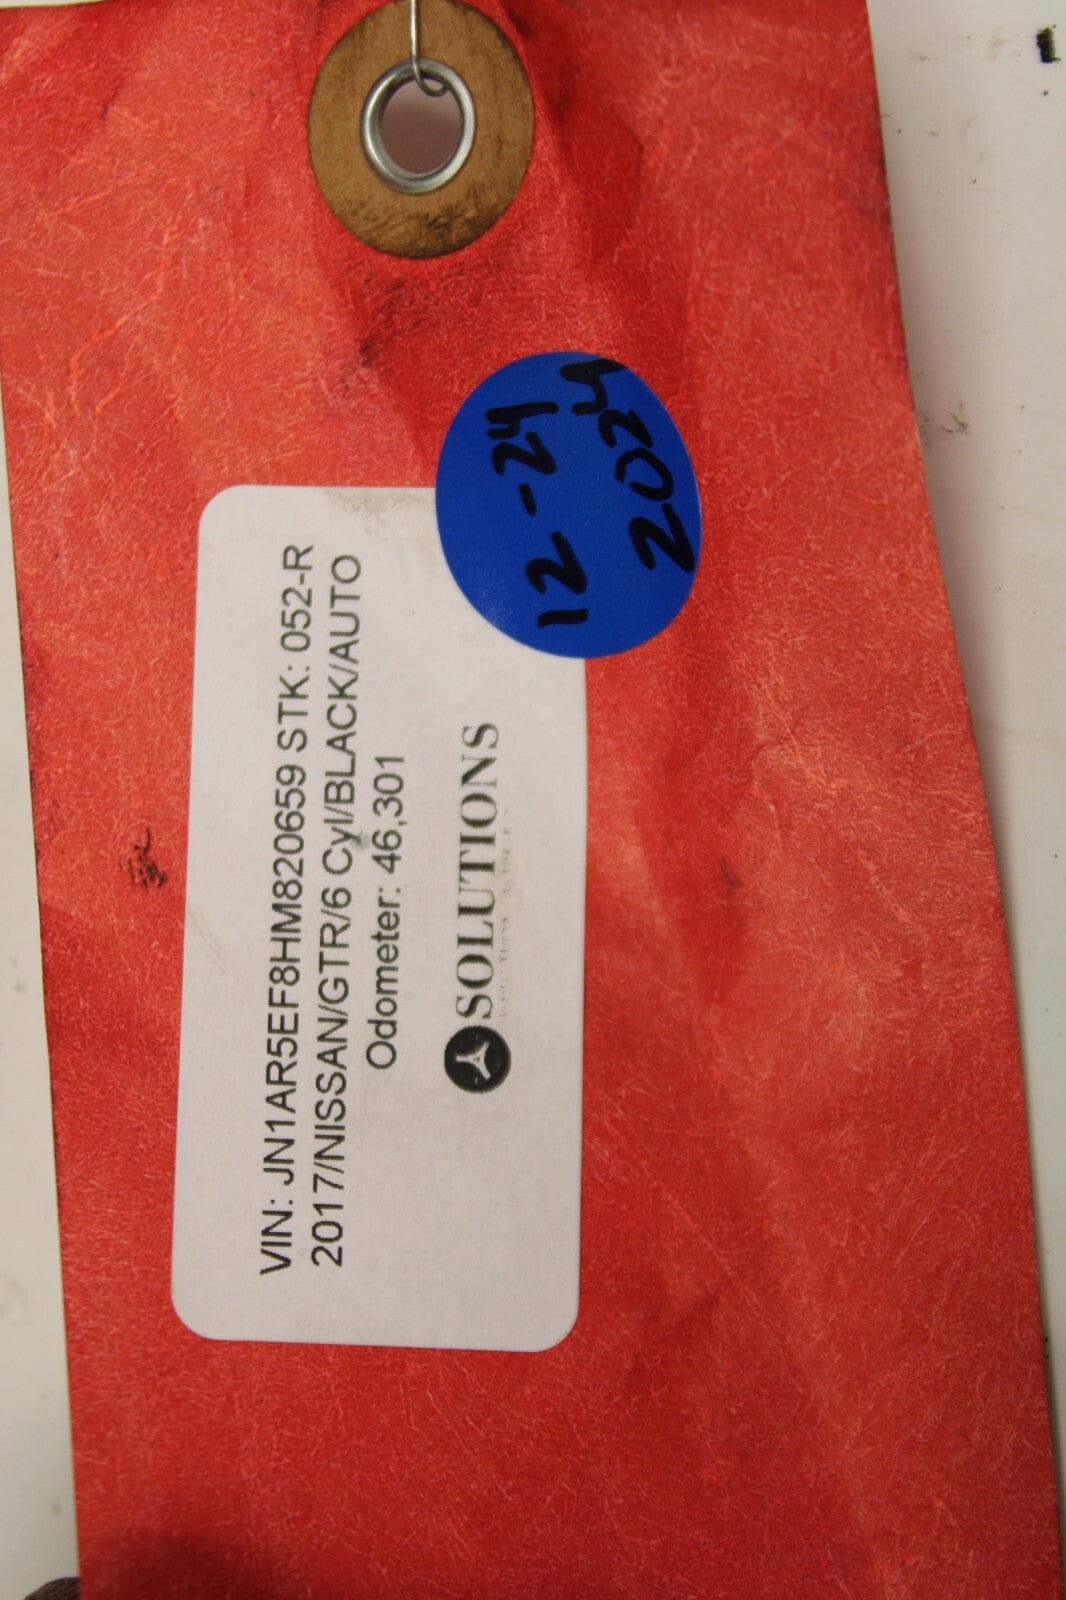 VIN: JN1AR5EF8HM820659 STK: 052-R
2017/NISSAN/GTR/6 Cyl/BLACK/AUTO
Odometer: 46,301
SOLUTIONS
12-24
2024